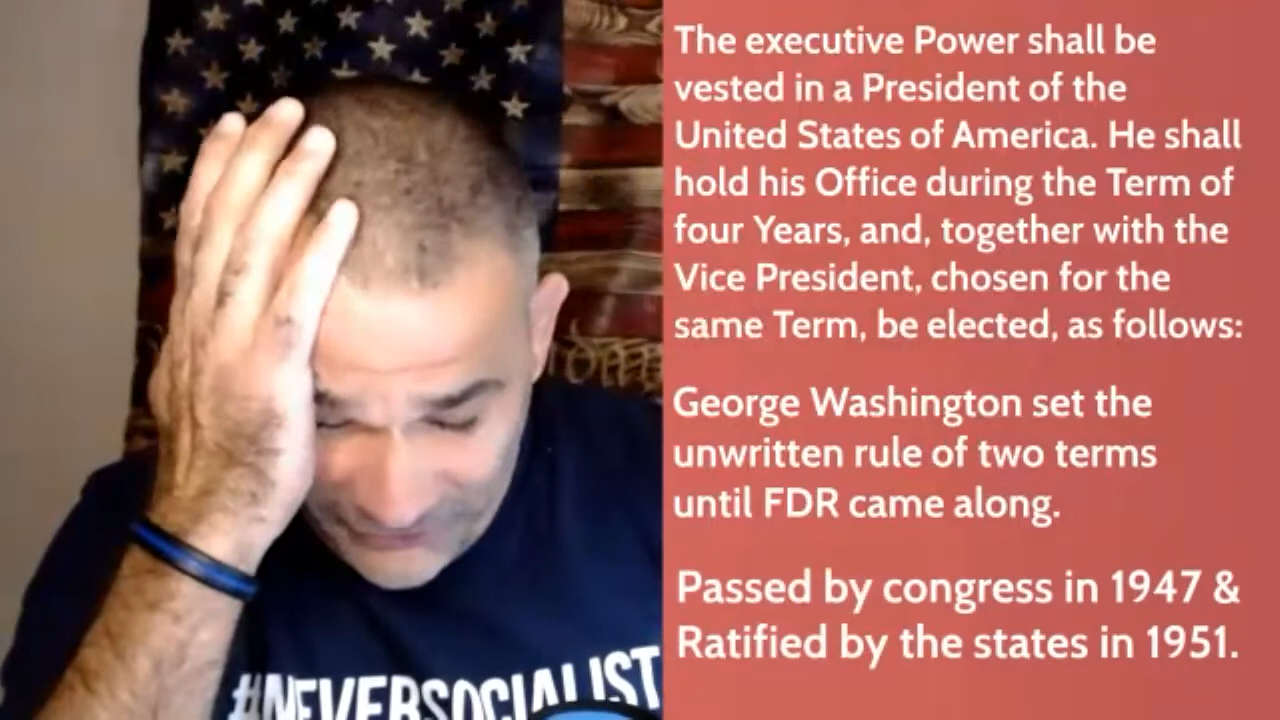 The executive Power shall be
vested in a President of the
United States of America. He shall
hold his Office during the Term of
four Years, and, together with the
Vice President, chosen for the
same Term, be elected, as follows:
George Washington set the
unwritten rule of two terms
until FDR came along.
Passed by congress in 1947 &
Ratified by the states in 1951.
#NEVERSOCIALIST